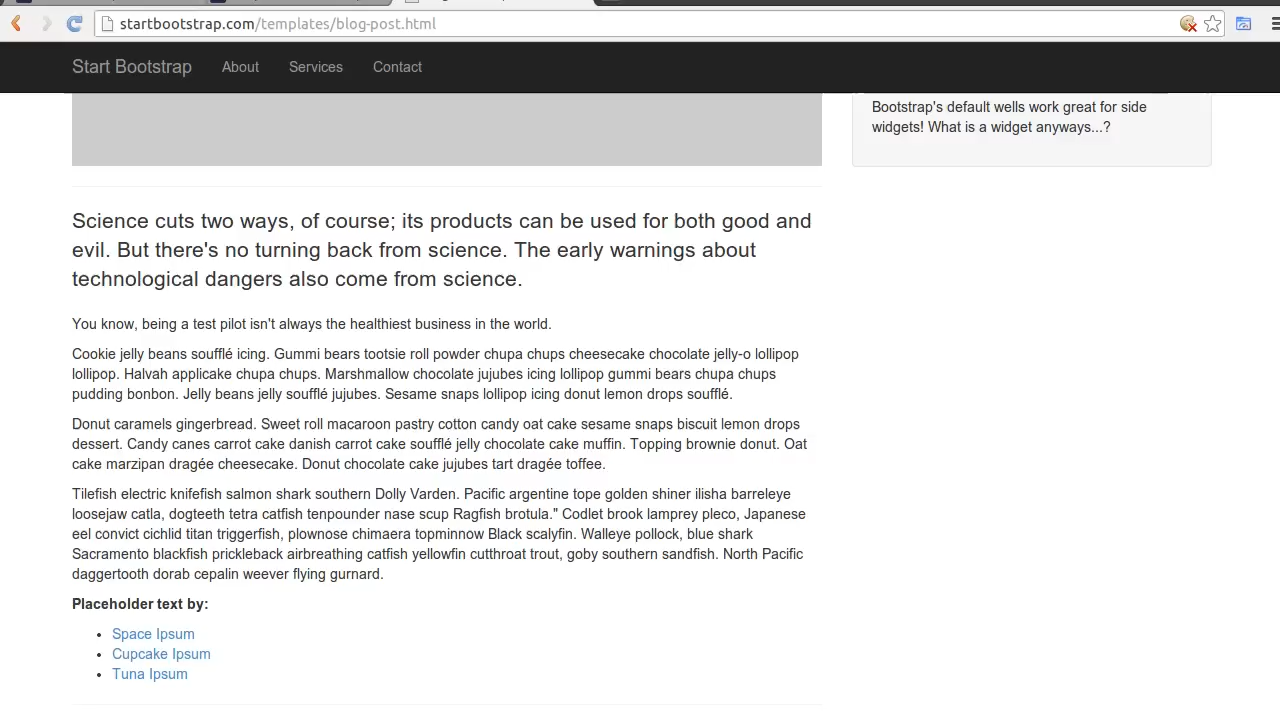 startbootstrap.com/templates/blog-post.html
Start Bootstrap About Services Contact
Bootstrap's default wells work great for side
widgets! What is a widget anyways...?
Science cuts two ways, of course; its products can be used for both good and
evil. But there's no turning back from science. The early warnings about
technological dangers also come from science.
You know, being a test pilot isn't always the healthiest business in the world.
Cookie jelly beans soufflé icing. Gummi bears tootsie roll powder chupa chups cheesecake chocolate jelly-o lollipop
lollipop. Halvah applicake chupa chups. Marshmallow chocolate jujubes icing lollipop gummi bears chupa chups
pudding bonbon. Jelly beans jelly soufflé jujubes. Sesame snaps lollipop icing donut lemon drops soufflé.
Donut caramels gingerbread. Sweet roll macaroon pastry cotton candy oat cake sesame snaps biscuit lemon drops
dessert. Candy canes carrot cake danish carrot cake soufflé jelly chocolate cake muffin. Topping brownie donut. Oat
cake marzipan dragée cheesecake. Donut chocolate cake jujubes tart dragée toffee.
Tilefish electric knifefish salmon shark southern Dolly Varden. Pacific argentine tope golden shiner ilisha barreleye
loosejaw catla, dogteeth tetra catfish tenpounder nase scup Ragfish brotula." Codlet brook lamprey pleco, Japanese
eel convict cichlid titan triggerfish, plownose chimaera topminnow Black scalyfin. Walleye pollock, blue shark
Sacramento blackfish prickleback airbreathing catfish yellowfin cutthroat trout, goby southern sandfish. North Pacific
daggertooth dorab cepalin weever flying gurnard.
Placeholder text by:
Space Ipsum
Cupcake Ipsum
Tuna Ipsum